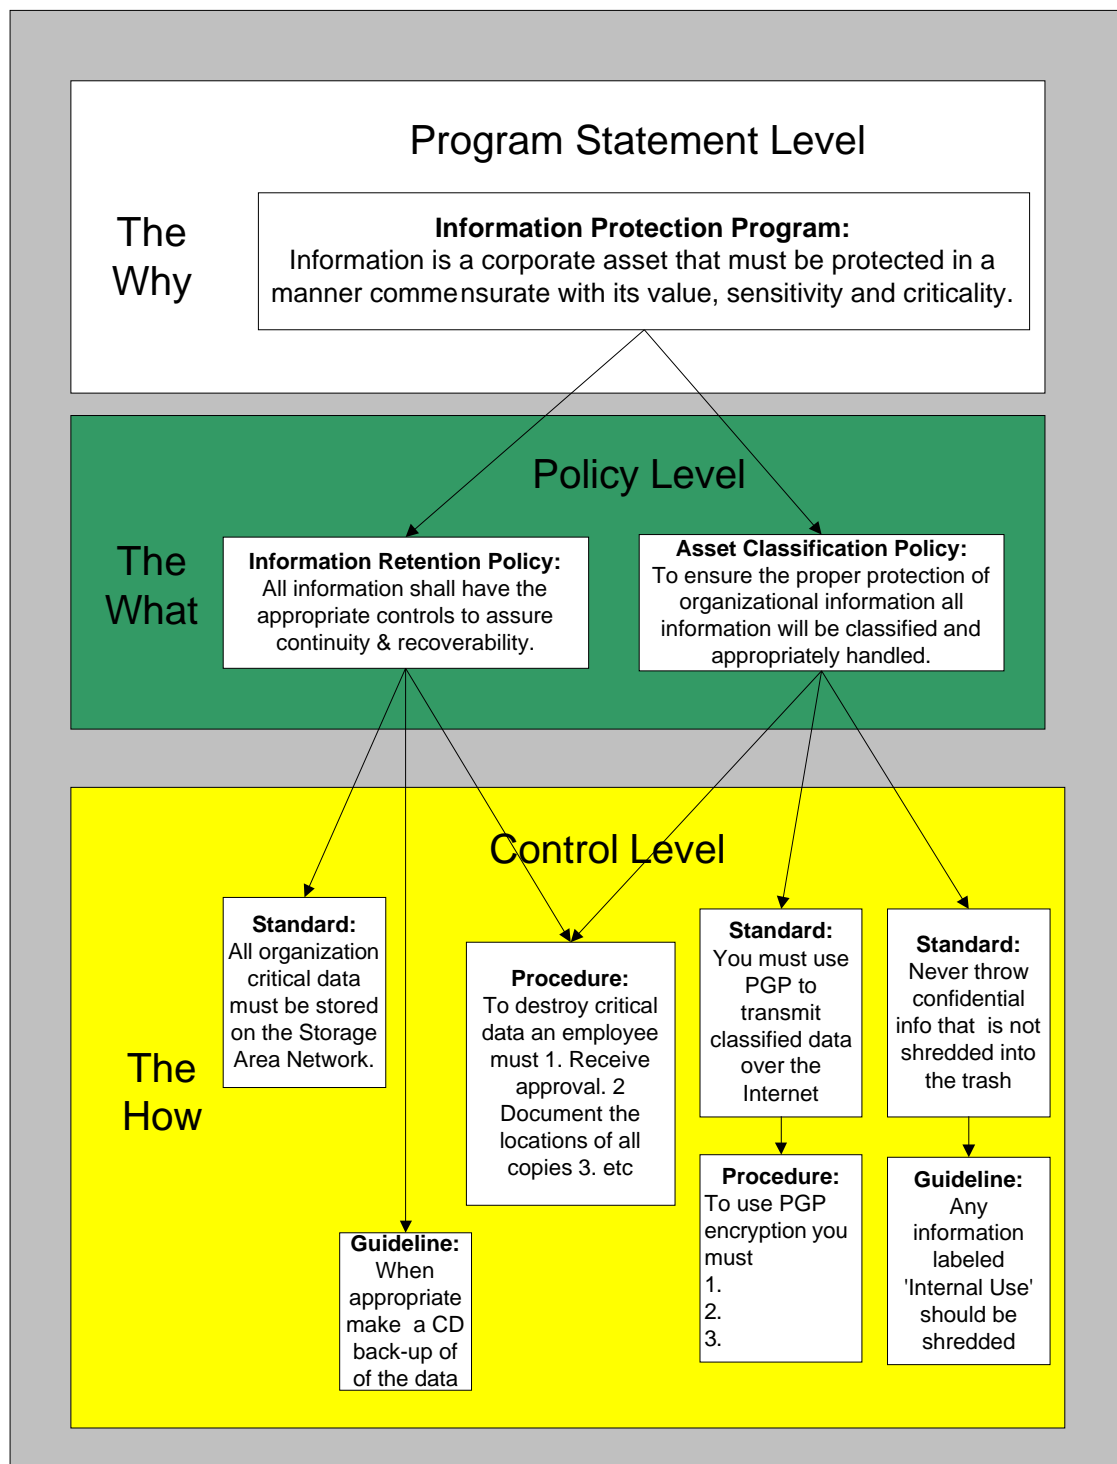 Program Statement Level
The
Why
Information Protection Program:
Information is a corporate asset that must be protected in a
manner commensurate with its value, sensitivity and criticality.
Policy Level
The
What
Information Retention Policy:
All information shall have the
appropriate controls to assure
continuity & recoverability.
Asset Classification Policy:
To ensure the proper protection of
organizational information all
information will be classified and
appropriately handled.
Control Level
The
How
Standard:
All organization
critical data
must be stored
on the Storage
Area Network.
Guideline:
When
appropriate
make a CD
back-up of
of the data
Procedure:
To destroy critical
data an employee
must 1. Receive
approval. 2
Document the
locations of all
copies 3. etc
Standard:
You must use
PGP to
transmit
classified data
over the
Internet
Procedure:
To use PGP
encryption you
must
1.
2.
3.
Standard:
Never throw
confidential
info that is not
shredded into
the trash
Guideline:
Any
information
labeled
'Internal Use'
should be
shredded